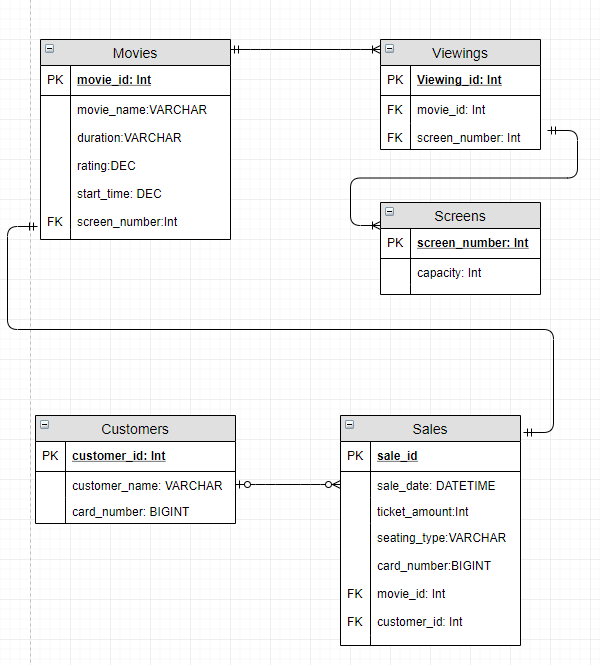 Movies
PK movie_id: Int
movie_name:VARCHAR
duration:VARCHAR
rating:DEC
start_time: DEC
FK screen_number:Int
Viewings
PK Viewing_id: Int
FK movie_id: Int
FK screen_number: Int
Screens
PK screen_number: Int
capacity: Int
Customers
PK customer_id: Int
customer_name: VARCHAR
card_number: BIGINT
Sales
PK sale_id
sale_date: DATETIME
ticket_amount:Int
seating_type:VARCHAR
card_number:BIGINT
FK movie_id: Int
FK customer_id: Int